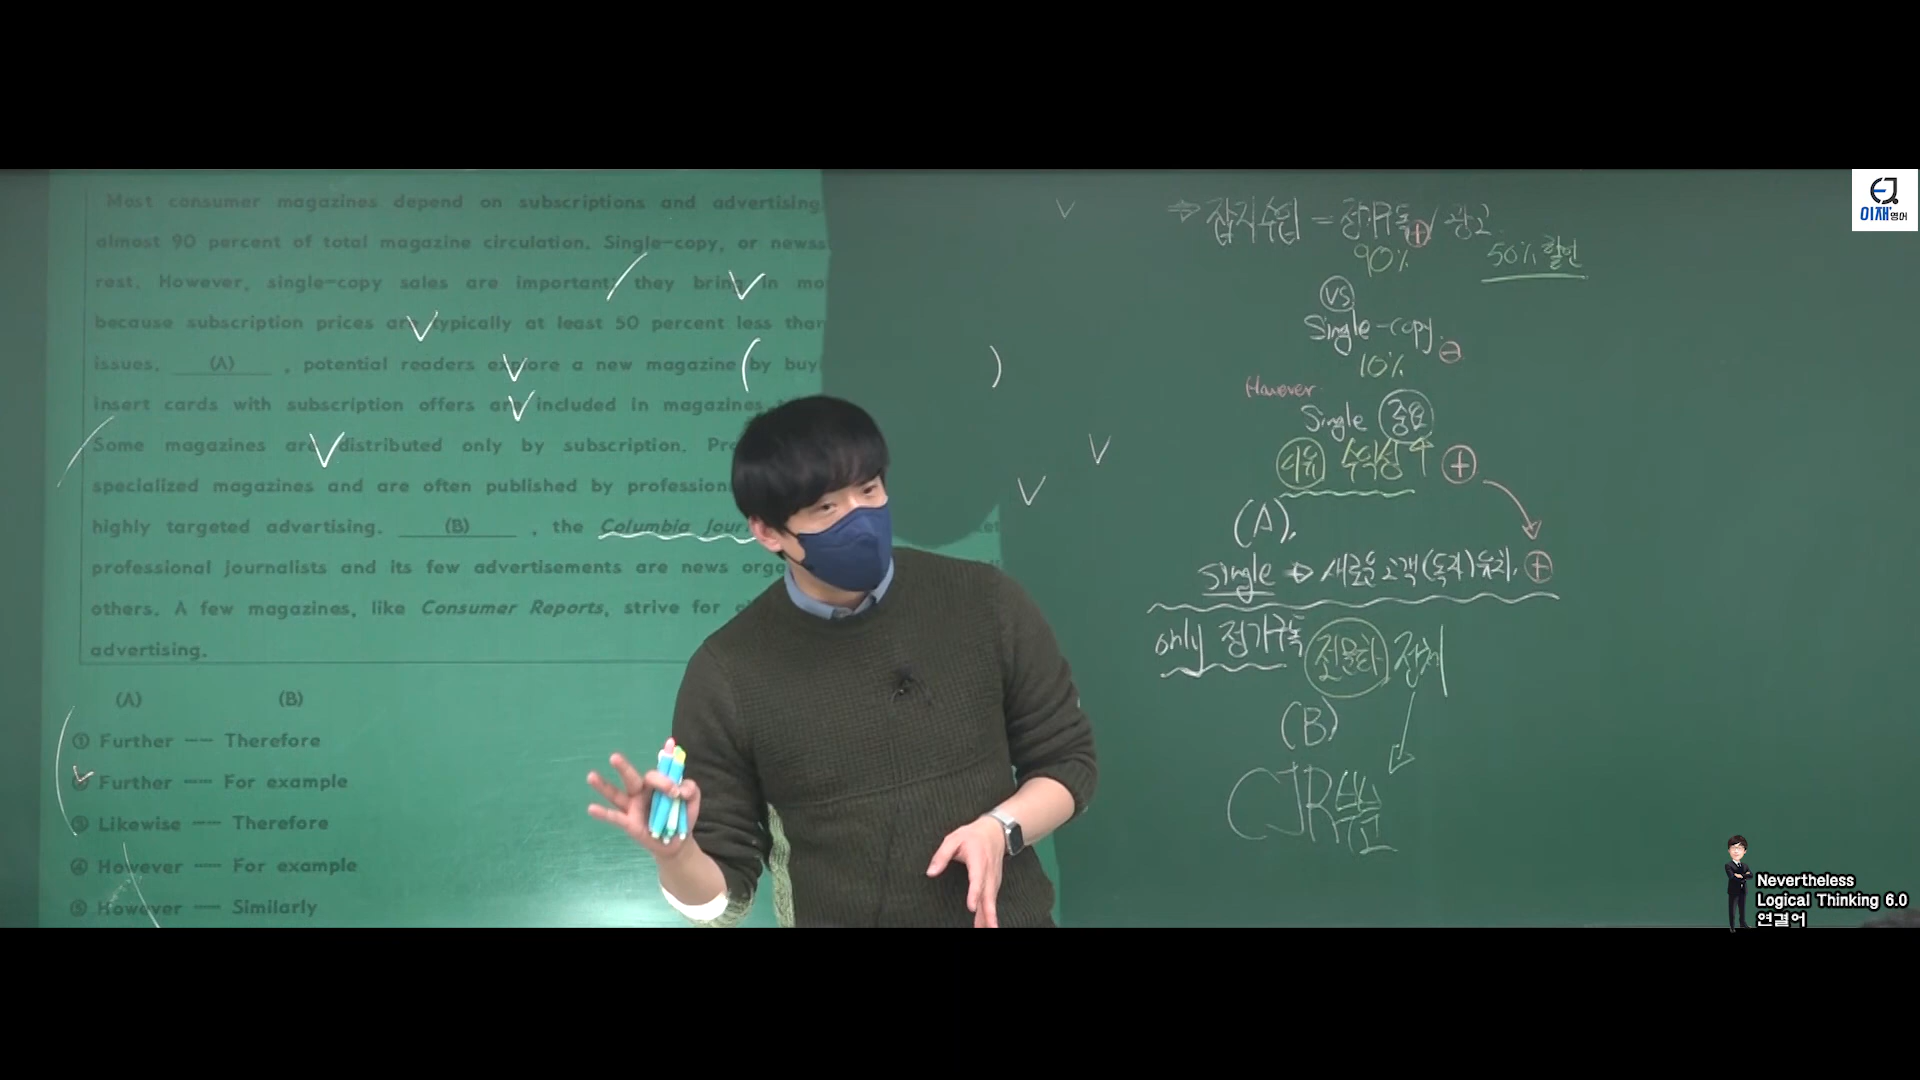 Most consumer magazines depend on subscriptions and advertising
almost 90 percent of total magazine circulation. Single-copy, or newss
rest. However, single-copy sales are important; they bring in mo
because subscription prices are typically at least 50 percent less than
issues. (A) , potential readers explore a new magazine by buy
insert cards with subscription offers are included in magazines
Some magazines are distributed only by subscription. Pr
specialized magazines and are often published by profession
highly targeted advertising. (B) , the Columbia Jour
professional journalists and its few advertisements are news orga
others. A few magazines, like Consumer Reports, strive for
advertising.
(A) (B)
① Further ---- Therefore
② Further ---- For example
③ Likewise ---- Therefore
④ However ---- For example
⑤ However ---- Similarly
⇒ 잡지수입 = 정기구독 / 광고
⊕
90%
50% 할인
VS
Single-copy.
⊖
10%
However
Single 중요
이유 수익성 ↑ ⊕
(A),
single → 새로운 고객(독자) 유치. ⊕
only 정기구독 전문화 잡지
(B)
CJR
EJ
이재영어
Nevertheless
Logical Thinking 6.0
연결어